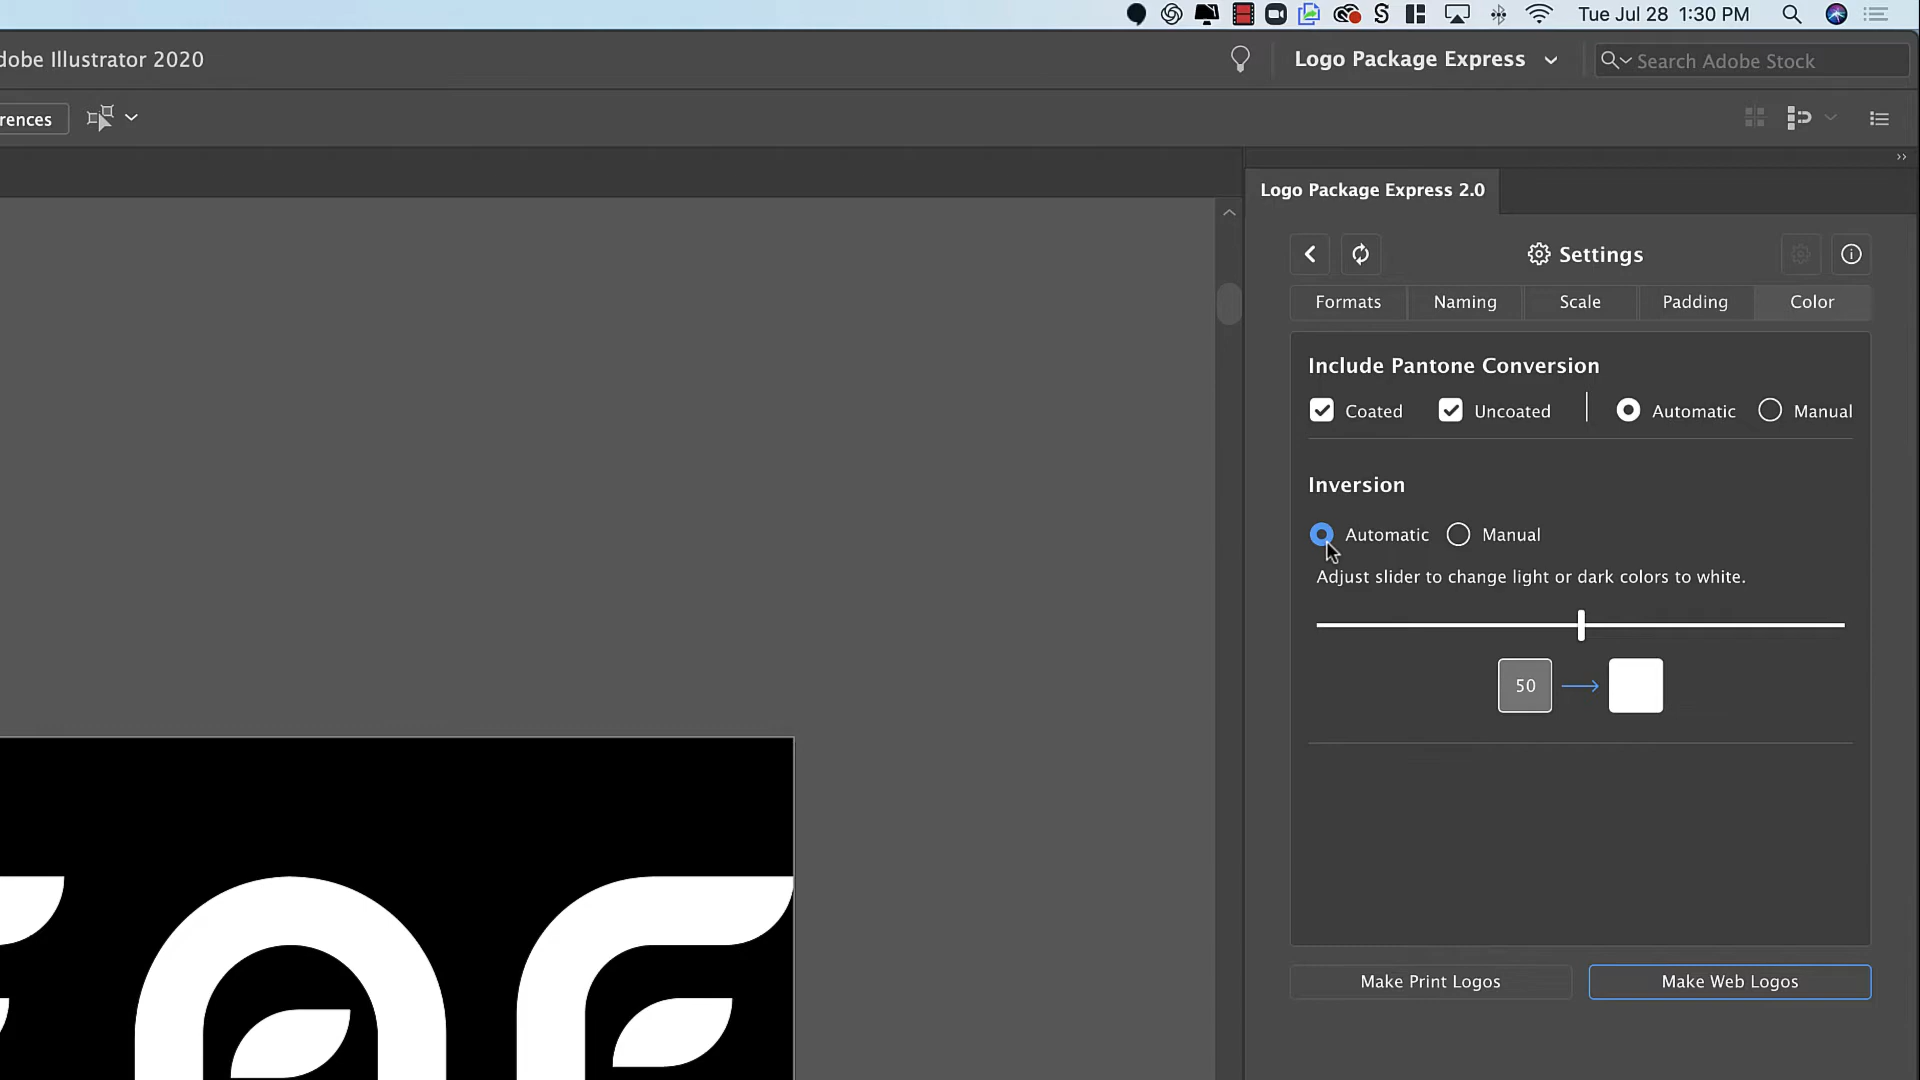 Tue Jul 28 1:30 PM
dobe Illustrator 2020
Logo Package Express
Search Adobe Stock
rences
Logo Package Express 2.0
Settings
Formats
Naming
Scale
Padding
Color
Include Pantone Conversion
Coated
Uncoated
Automatic
Manual
Inversion
Automatic
Manual
Adjust slider to change light or dark colors to white.
50
Make Print Logos
Make Web Logos